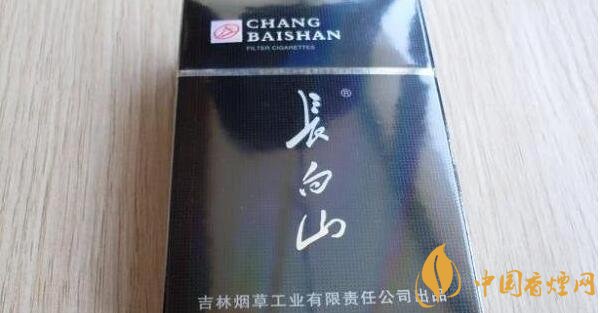 CHANG
BAISHAN
FILTER CIGARETTES
長白山®
吉林烟草工业有限责任公司出品
中国香烟网